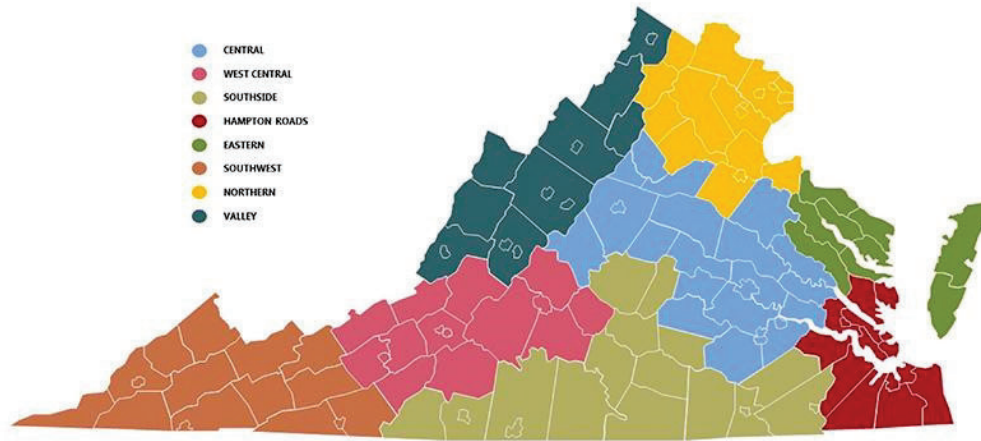 CENTRAL
WEST CENTRAL
SOUTHSIDE
HAMPTON ROADS
EASTERN
SOUTHWEST
NORTHERN
VALLEY